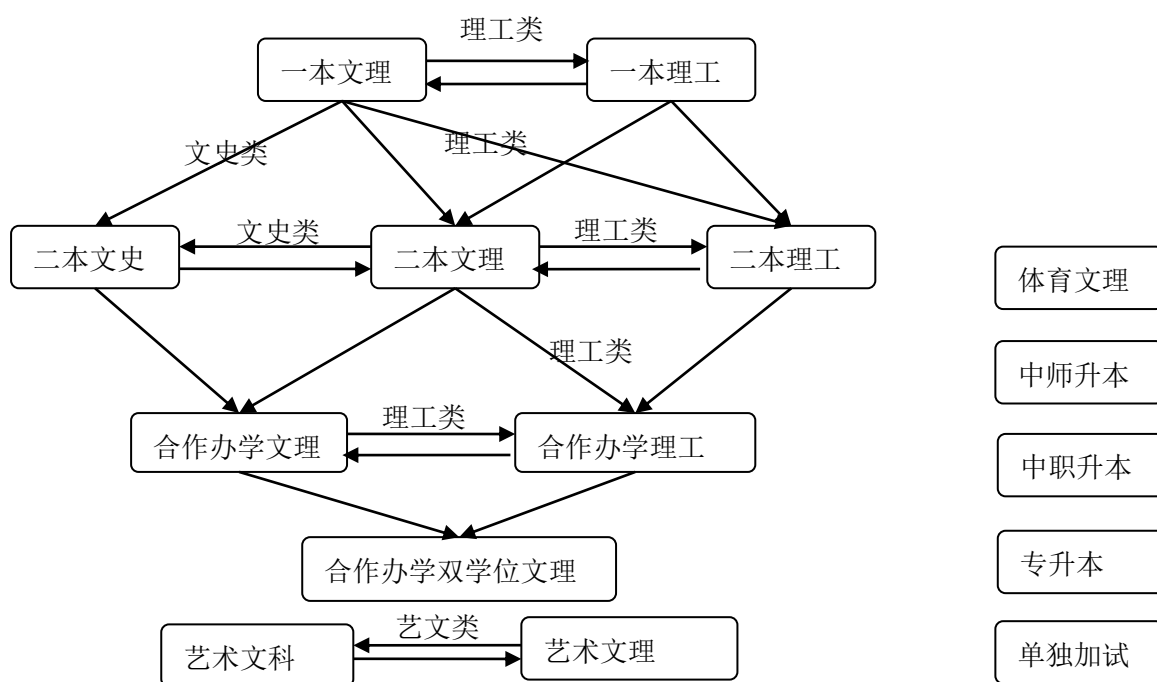 理工类
一本文理
一本理工
文史类
理工类
二本文史
文史类
二本文理
理工类
二本理工
体育文理
理工类
中师升本
合作办学文理
理工类
合作办学理工
中职升本
合作办学双学位文理
专升本
艺术文科
艺文类
艺术文理
单独加试